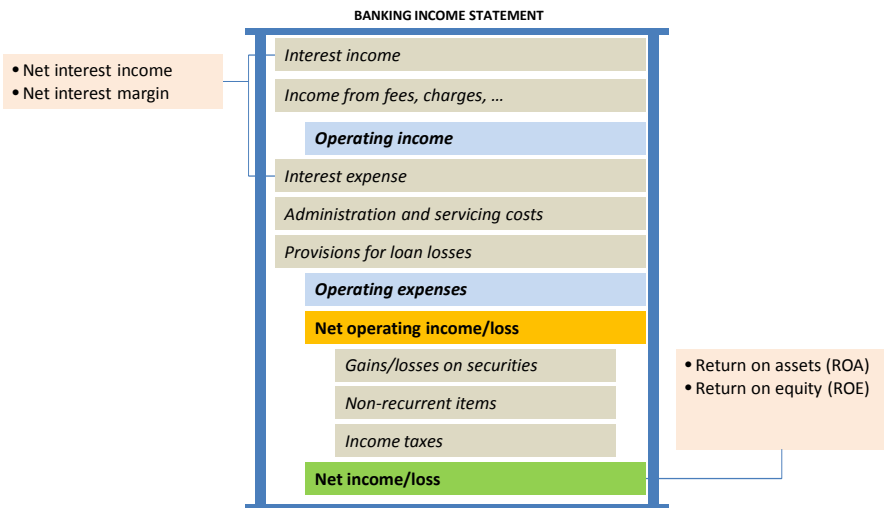 BANKING INCOME STATEMENT
• Net interest income
• Net interest margin
Interest income
Income from fees, charges, …
Operating income
Interest expense
Administration and servicing costs
Provisions for loan losses
Operating expenses
Net operating income/loss
Gains/losses on securities
Non-recurrent items
Income taxes
Net income/loss
• Return on assets (ROA)
• Return on equity (ROE)